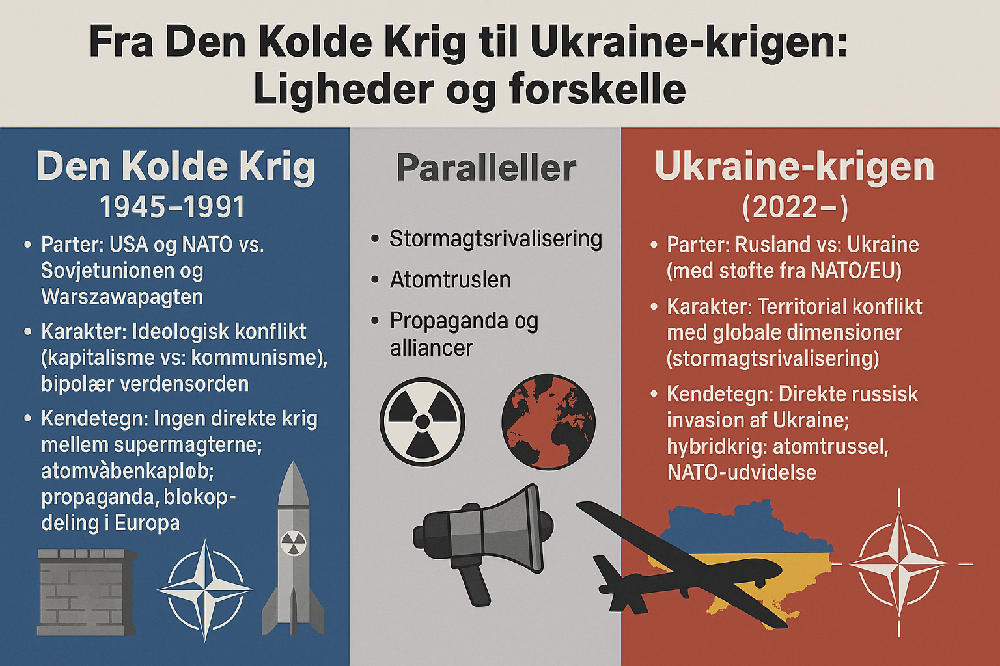 Fra Den Kolde Krig til Ukraine-krigen:
Ligheder og forskelle
Den Kolde Krig
1945–1991
• Parter: USA og NATO vs.
Sovjetunionen og
Warszawapagten
• Karakter: Ideologisk konflikt
(kapitalisme vs: kommunisme),
bipolær verdensorden
• Kendetegn: Ingen direkte krig
mellem supermagterne;
atomvàbenkapløb;
propaganda, blokop-
deling i Europa
Paralleller
• Stormagtsrivalisering
• Atomtruslen
• Propaganda og
alliancer
Ukraine-krigen
(2022–)
• Parter: Rusland vs: Ukraine
(med støfte fra NATO/EU)
• Karakter: Territorial konflikt
med globale dimensioner
(stormagtsrivalisering)
• Kendetegn: Direkte russisk
invasion af Ukraine;
hybridkrig: atomtrussel,
NATO-udvidelse